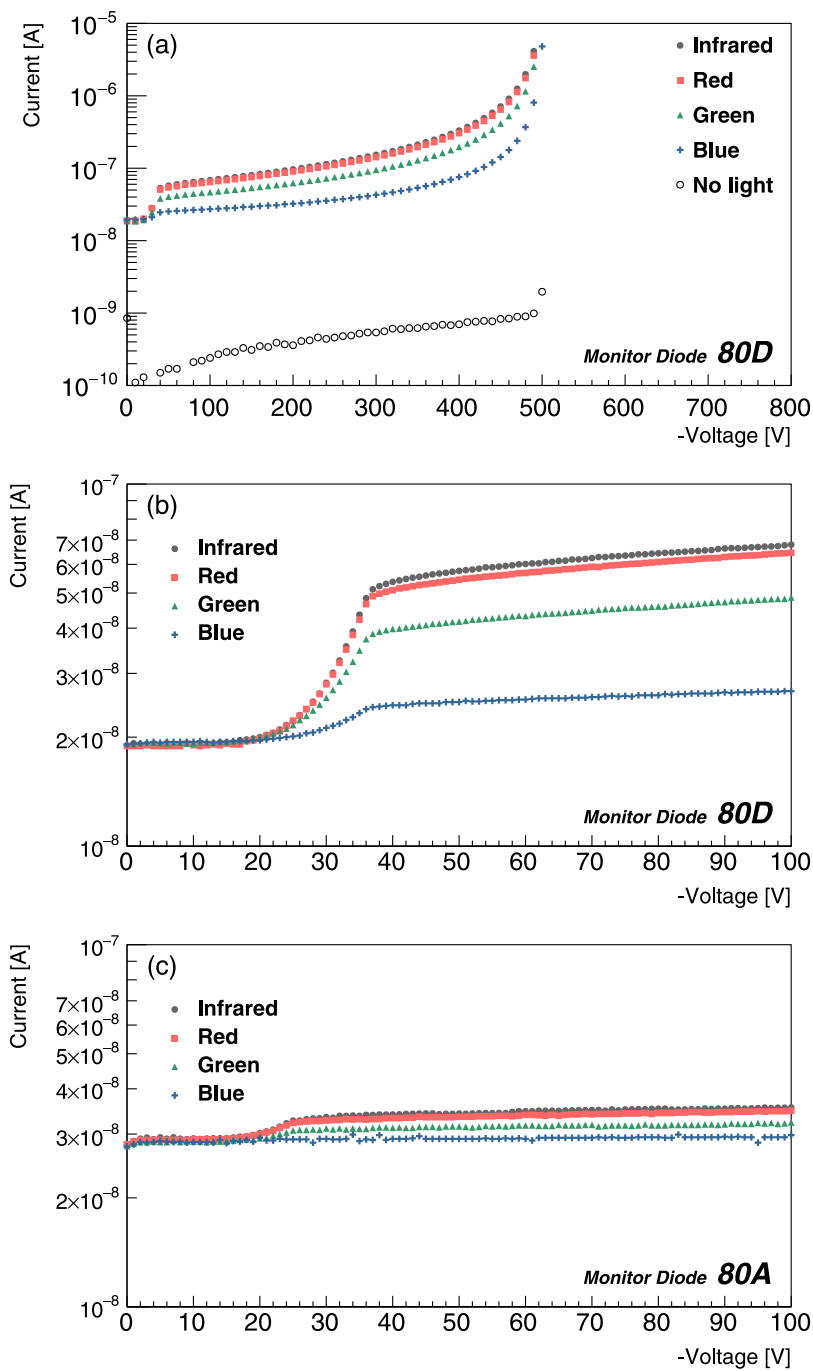 Current [A]
(a)
10⁻⁵
10⁻⁶
10⁻⁷
10⁻⁸
10⁻⁹
10⁻¹⁰
Infrared
Red
Green
Blue
No light
Monitor Diode 80D
0 100 200 300 400 500 600 700 800
-Voltage [V]
Current [A]
(b)
10⁻⁷
7×10⁻⁸
6×10⁻⁸
5×10⁻⁸
4×10⁻⁸
3×10⁻⁸
2×10⁻⁸
10⁻⁸
Infrared
Red
Green
Blue
Monitor Diode 80D
0 10 20 30 40 50 60 70 80 90 100
-Voltage [V]
Current [A]
(c)
10⁻⁷
7×10⁻⁸
6×10⁻⁸
5×10⁻⁸
4×10⁻⁸
3×10⁻⁸
2×10⁻⁸
10⁻⁸
Infrared
Red
Green
Blue
Monitor Diode 80A
0 10 20 30 40 50 60 70 80 90 100
-Voltage [V]